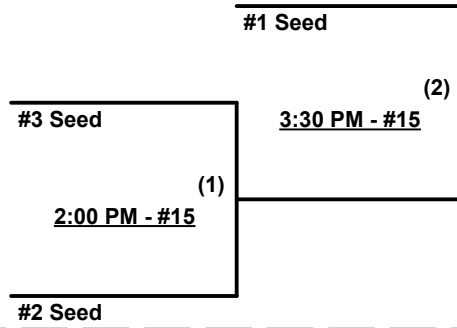 #1 Seed
(2)
#3 Seed
3:30 PM - #15
(1)
2:00 PM - #15
#2 Seed